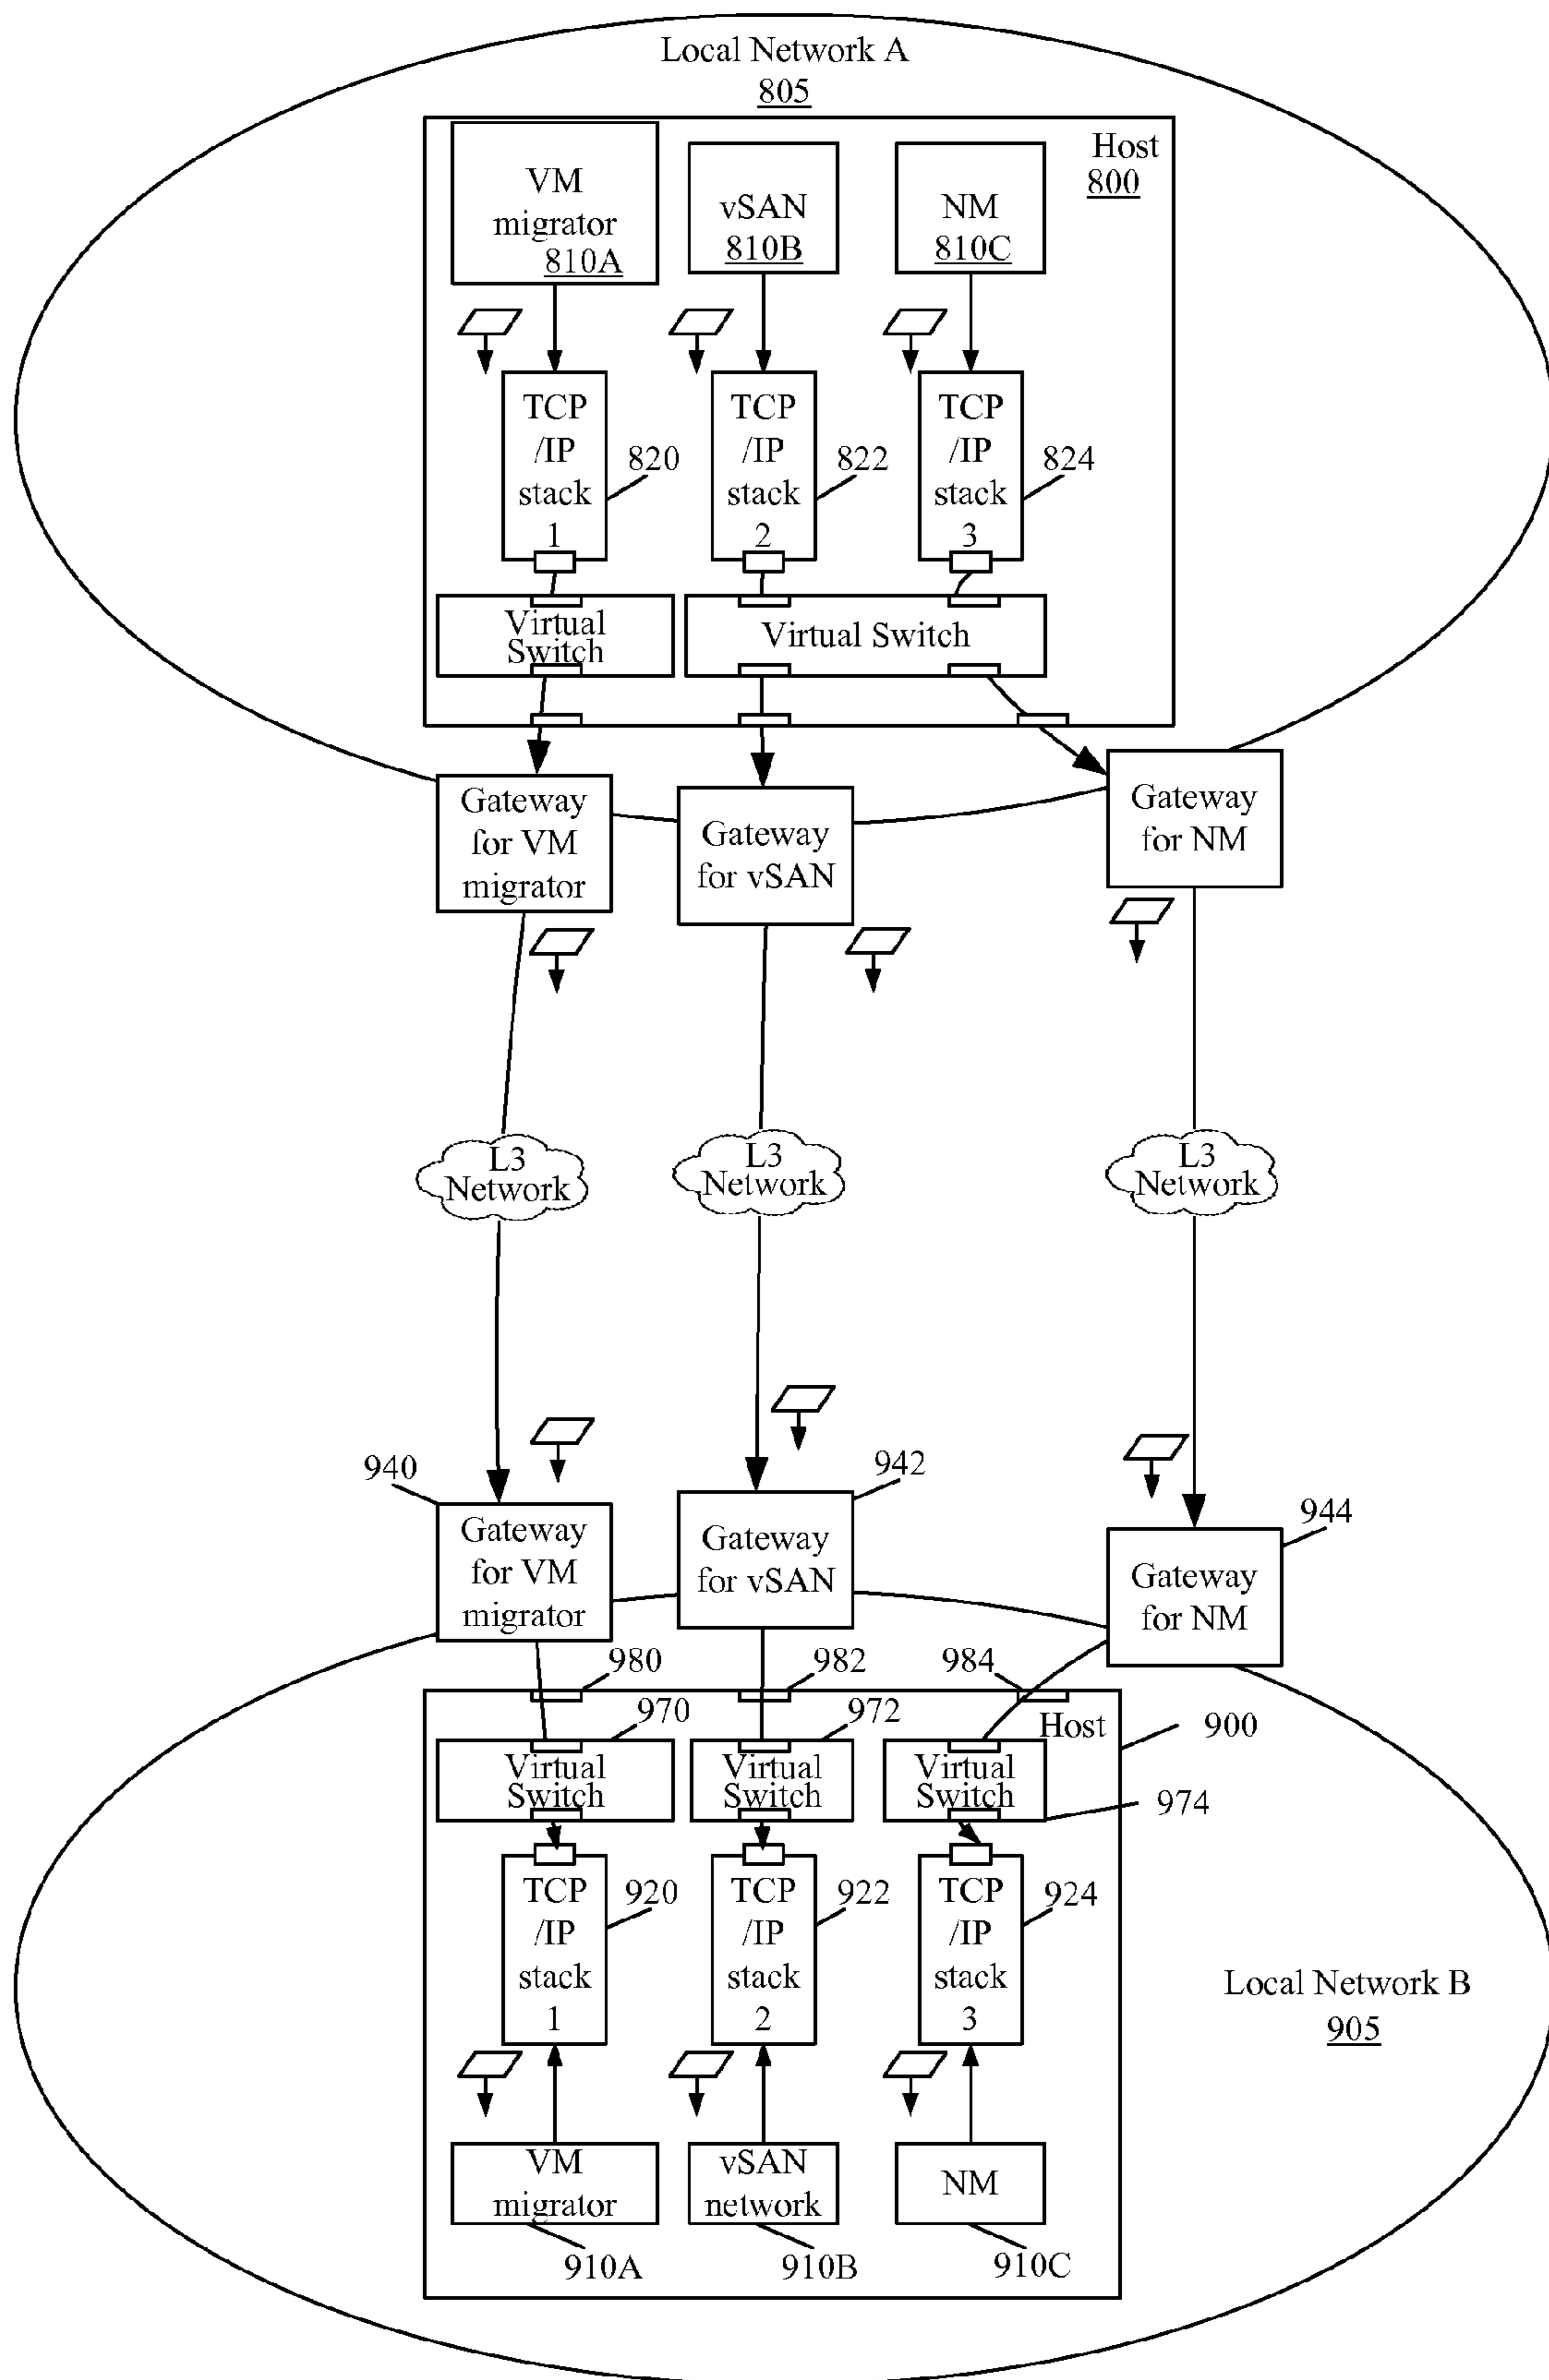 Local Network A
805
Host
800
VM
migrator
810A
vSAN
810B
NM
810C
TCP
/IP
stack
1
820
TCP
/IP
stack
2
822
TCP
/IP
stack
3
824
Virtual
Switch
Virtual Switch
Gateway
for VM
migrator
Gateway
for vSAN
Gateway
for NM
L3
Network
L3
Network
L3
Network
940
942
944
Gateway
for VM
migrator
Gateway
for vSAN
Gateway
for NM
980
982
984
970
972
Host
900
Virtual
Switch
Virtual
Switch
Virtual
Switch
974
TCP
/IP
stack
1
920
TCP
/IP
stack
2
922
TCP
/IP
stack
3
924
Local Network B
905
VM
migrator
vSAN
network
NM
910A
910B
910C